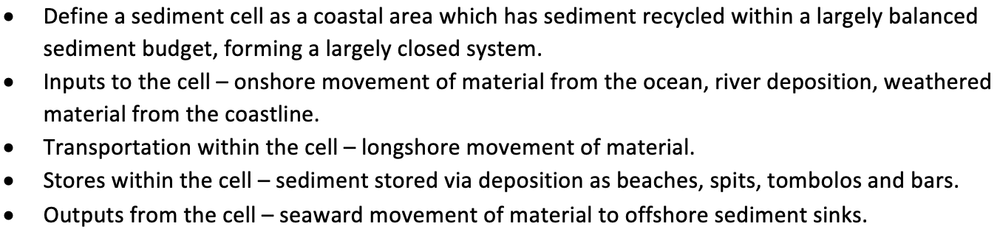 • Define a sediment cell as a coastal area which has sediment recycled within a largely balanced
sediment budget, forming a largely closed system.
• Inputs to the cell – onshore movement of material from the ocean, river deposition, weathered
material from the coastline.
• Transportation within the cell – longshore movement of material.
• Stores within the cell – sediment stored via deposition as beaches, spits, tombolos and bars.
• Outputs from the cell – seaward movement of material to offshore sediment sinks.